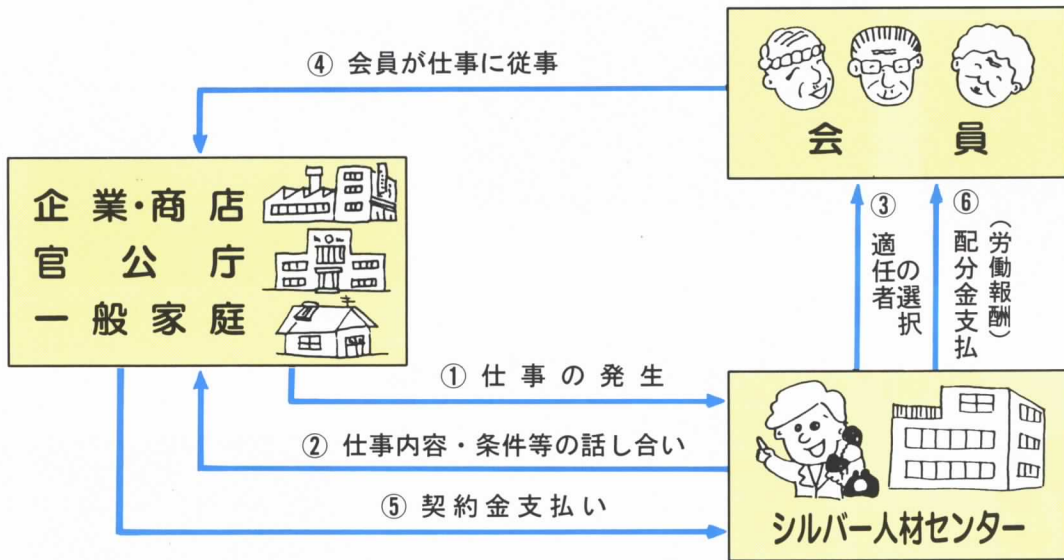 ④ 会員が仕事に従事
会 員
企業・商店
官公庁
一般家庭
③ 適任者の選択
⑥ 配分金支払（労働報酬）
① 仕事の発生
② 仕事内容・条件等の話し合い
⑤ 契約金支払い
シルバー人材センター